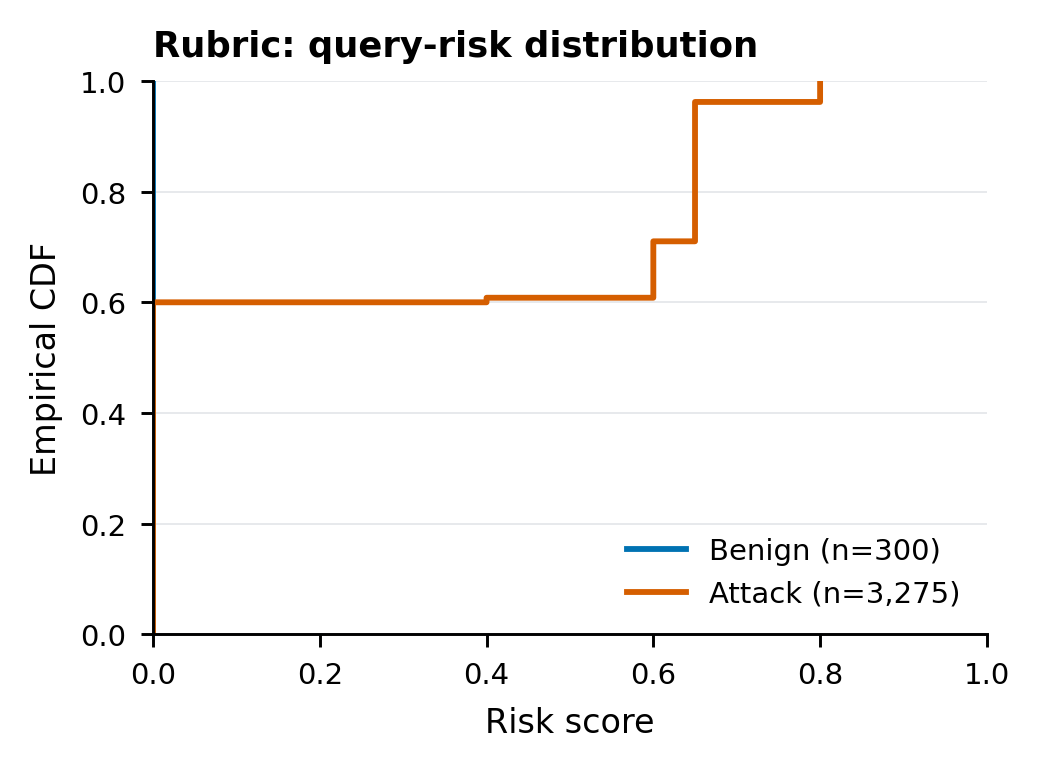 Rubric: query-risk distribution
Empirical CDF
1.0
0.8
0.6
0.4
0.2
0.0
Benign (n=300)
Attack (n=3,275)
0.0 0.2 0.4 0.6 0.8 1.0
Risk score